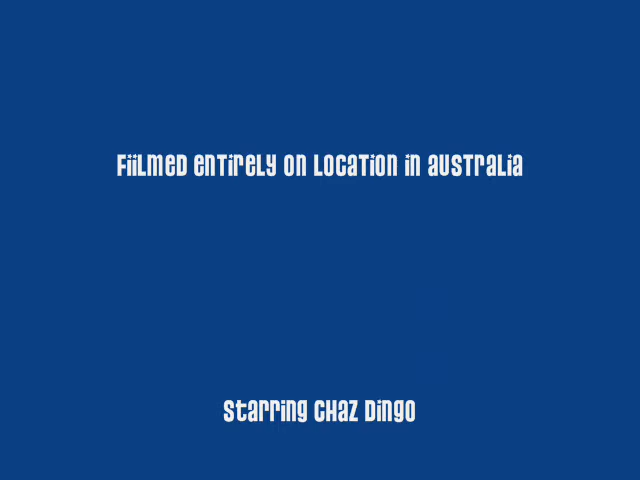 Fiilmed entirely on location in australia
starring chaz dingo